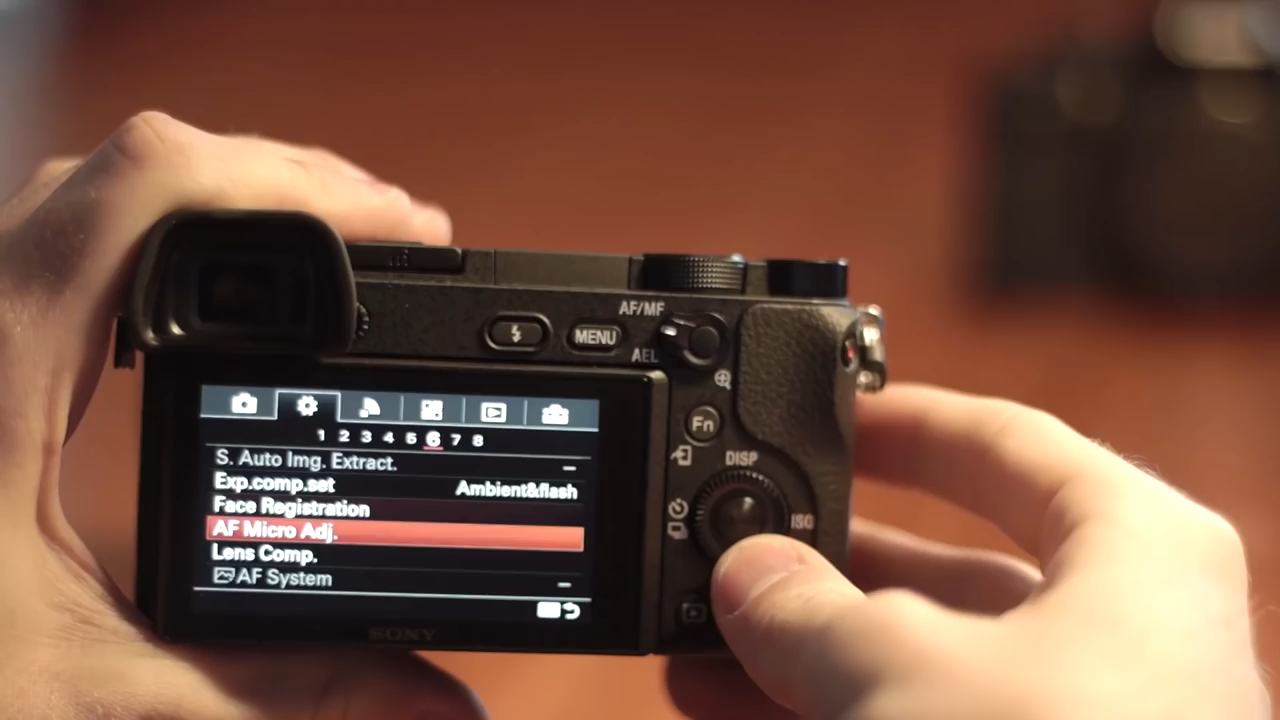 AF/MF
MENU
AEL
Fn
DISP
ISO
1 2 3 4 5 6 7 8
S. Auto Img. Extract. –
Exp.comp.set Ambient&flash
Face Registration
AF Micro Adj.
Lens Comp.
AF System –
SONY